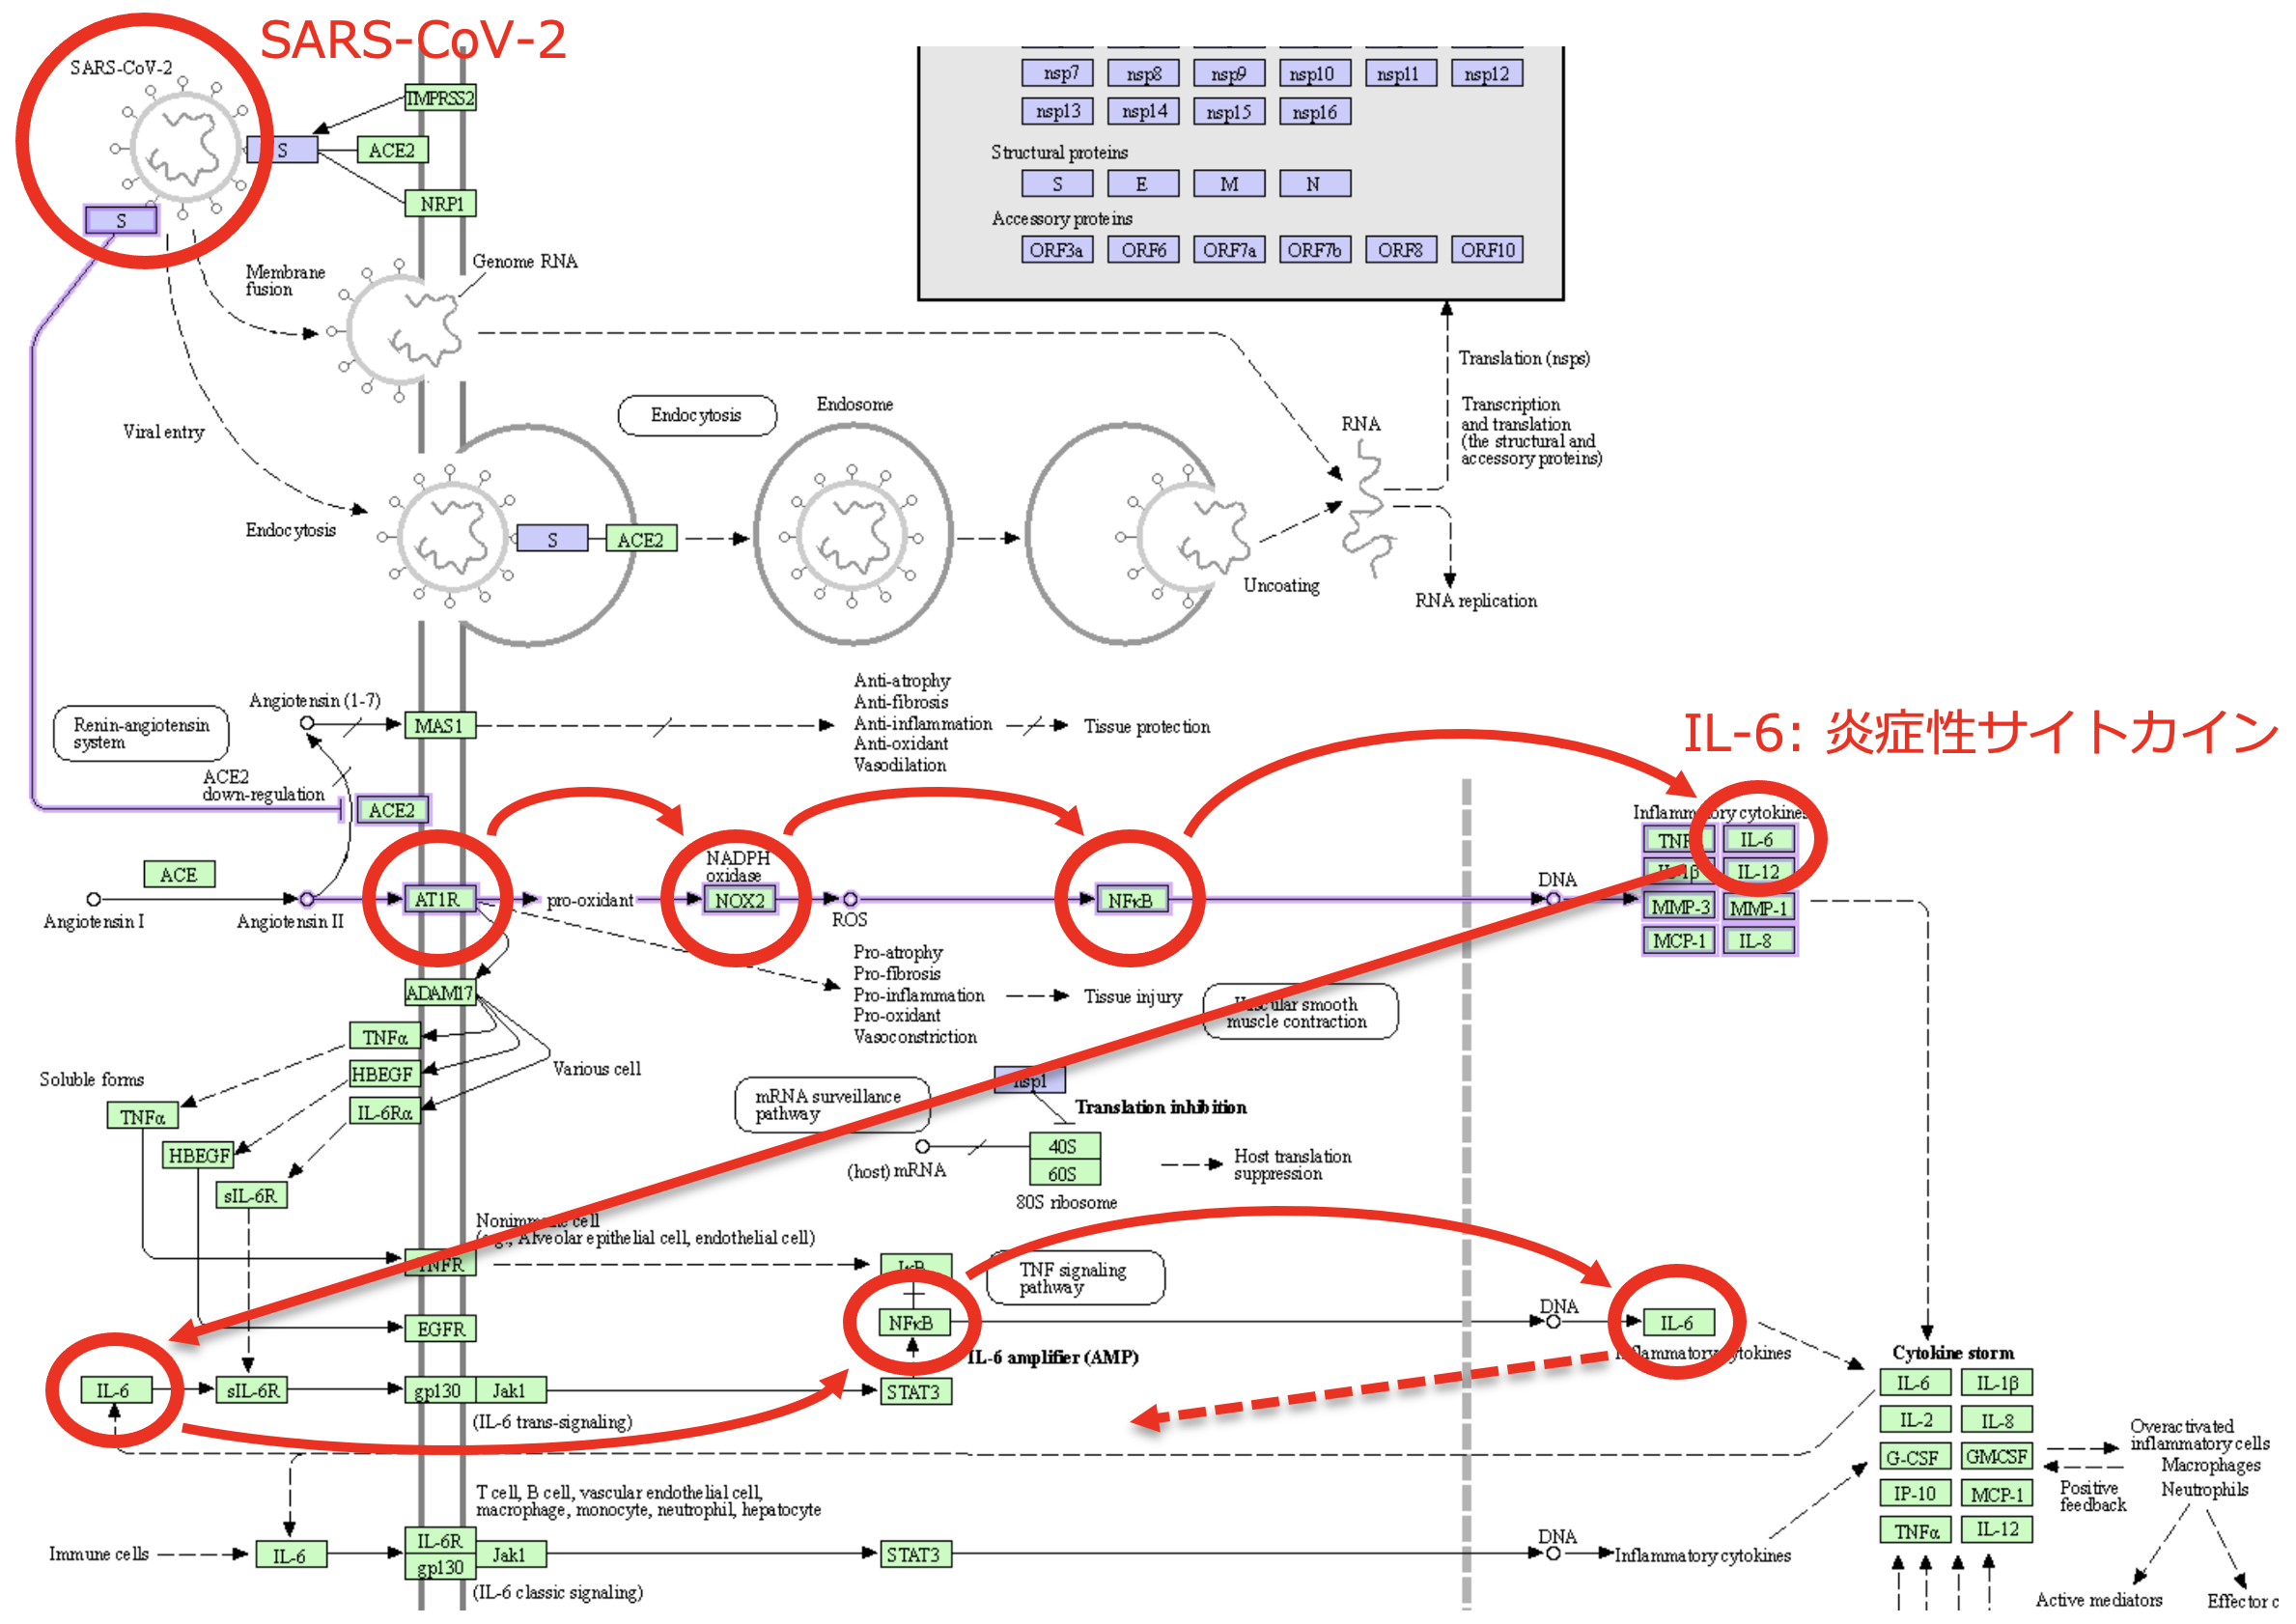 SARS-CoV-2
SARS-CoV-2
TMPRSS2
S
ACE2
NRP1
S
nsp7
nsp8
nsp9
nsp10
nsp11
nsp12
nsp13
nsp14
nsp15
nsp16
Structural proteins
S
E
M
N
Accessory proteins
ORF3a
ORF6
ORF7a
ORF7b
ORF8
ORF10
Membrane
fusion
Genome RNA
Translation (nsps)
Transcription
and translation
(the structural and
accessory proteins)
Viral entry
Endocytosis
Endosome
RNA
Endocytosis
S
ACE2
Uncoating
RNA replication
Renin-angiotensin
system
Angiotensin (1-7)
MAS1
Anti-atrophy
Anti-fibrosis
Anti-inflammation
Anti-oxidant
Vasodilation
Tissue protection
IL-6: 炎症性サイトカイン
ACE2
down-regulation
ACE2
ACE
Angiotensin I
Angiotensin II
AT1R
pro-oxidant
NADPH
oxidase
NOX2
ROS
NFκB
DNA
Inflammatory cytokines
TNF
IL-6
IL-1β
IL-12
MMP-3
MMP-1
MCP-1
IL-8
Pro-atrophy
Pro-fibrosis
Pro-inflammation
Pro-oxidant
Vasoconstriction
Tissue injury
Vascular smooth
muscle contraction
ADAM17
TNFα
HBEGF
IL-6Rα
Various cell
Soluble forms
TNFα
HBEGF
sIL-6R
mRNA surveillance
pathway
nsp1
Translation inhibition
(host) mRNA
40S
60S
80S ribosome
Host translation
suppression
Nonimmune cell
(e.g., Alveolar epithelial cell, endothelial cell)
TNFR
IκB
TNF signaling
pathway
EGFR
NFκB
DNA
IL-6
Inflammatory cytokines
IL-6 amplifier (AMP)
IL-6
sIL-6R
gp130
Jak1
STAT3
(IL-6 trans-signaling)
Cytokine storm
IL-6
IL-1β
IL-2
IL-8
G-CSF
GMCSF
IP-10
MCP-1
TNFα
IL-12
Overactivated
inflammatory cells
Macrophages
Neutrophils
Positive
feedback
T cell, B cell, vascular endothelial cell,
macrophage, monocyte, neutrophil, hepatocyte
Immune cells
IL-6
IL-6R
gp130
Jak1
STAT3
DNA
Inflammatory cytokines
(IL-6 classic signaling)
Active mediators
Effector c